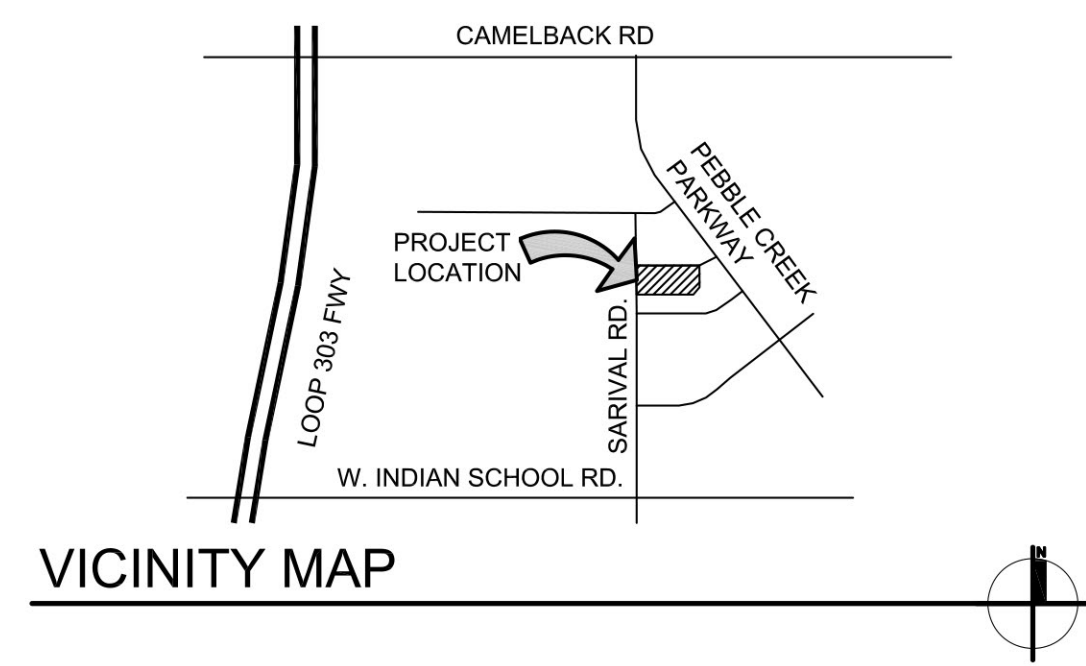 CAMELBACK RD
PEBBLE CREEK
PARKWAY
PROJECT
LOCATION
LOOP 303 FWY
SARIVAL RD.
W. INDIAN SCHOOL RD.
VICINITY MAP
N